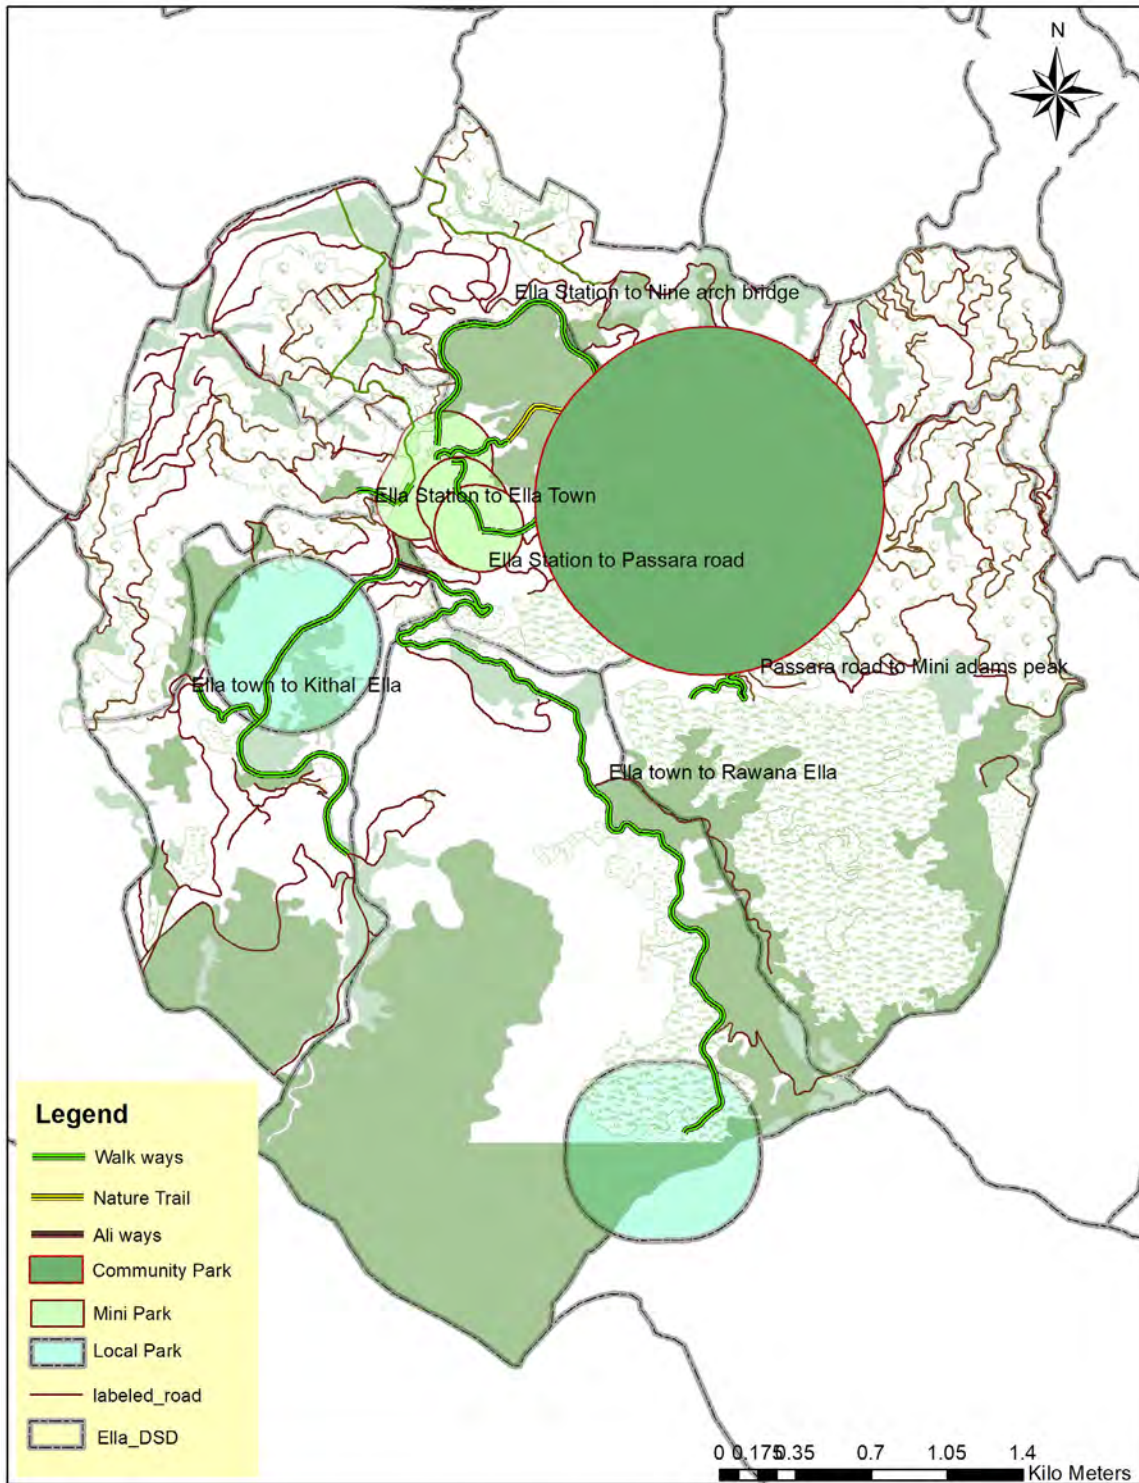 N
Ella Station to Nine arch bridge
Ella Station to Ella Town
Ella Station to Passara road
Passara road to Mini adams peak
Ella town to Kithal Ella
Ella town to Rawana Ella
Legend
Walk ways
Nature Trail
Ali ways
Community Park
Mini Park
Local Park
labeled_road
Ella_DSD
0 0.175 0.35 0.7 1.05 1.4
Kilo Meters